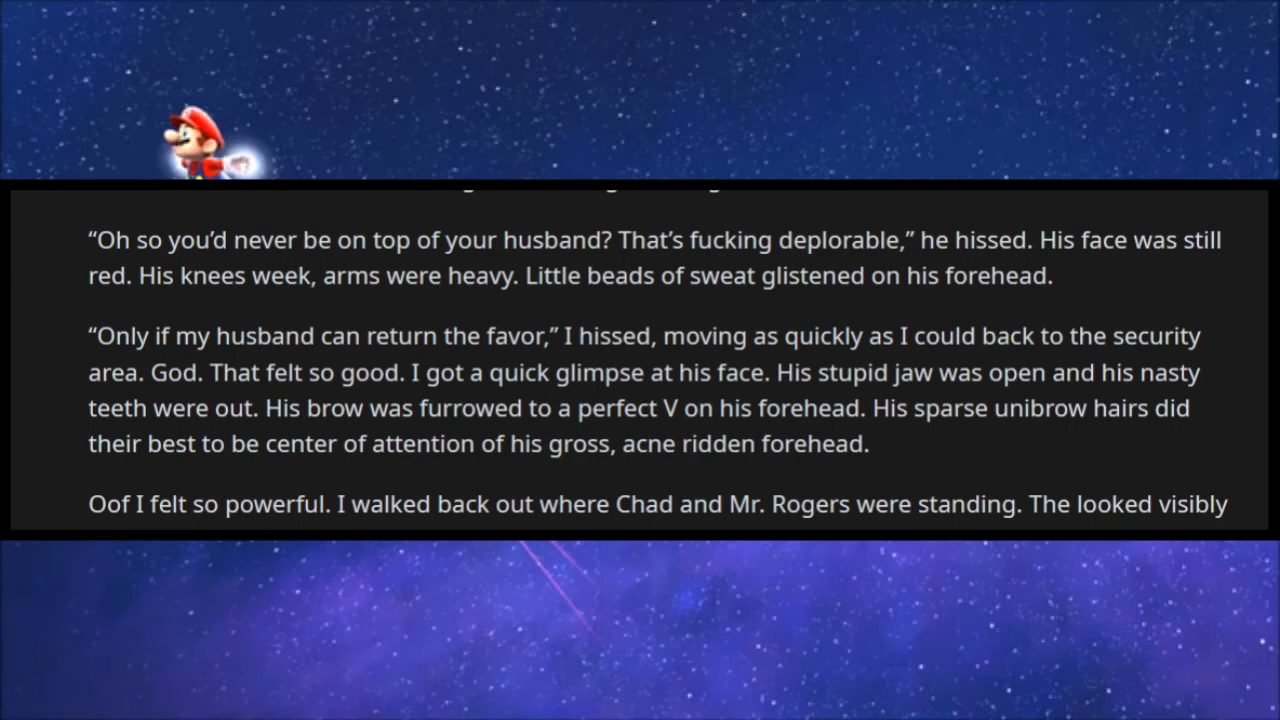 “Oh so you’d never be on top of your husband? That’s fucking deplorable,” he hissed. His face was still
red. His knees week, arms were heavy. Little beads of sweat glistened on his forehead.
“Only if my husband can return the favor,” I hissed, moving as quickly as I could back to the security
area. God. That felt so good. I got a quick glimpse at his face. His stupid jaw was open and his nasty
teeth were out. His brow was furrowed to a perfect V on his forehead. His sparse unibrow hairs did
their best to be center of attention of his gross, acne ridden forehead.
Oof I felt so powerful. I walked back out where Chad and Mr. Rogers were standing. The looked visibly